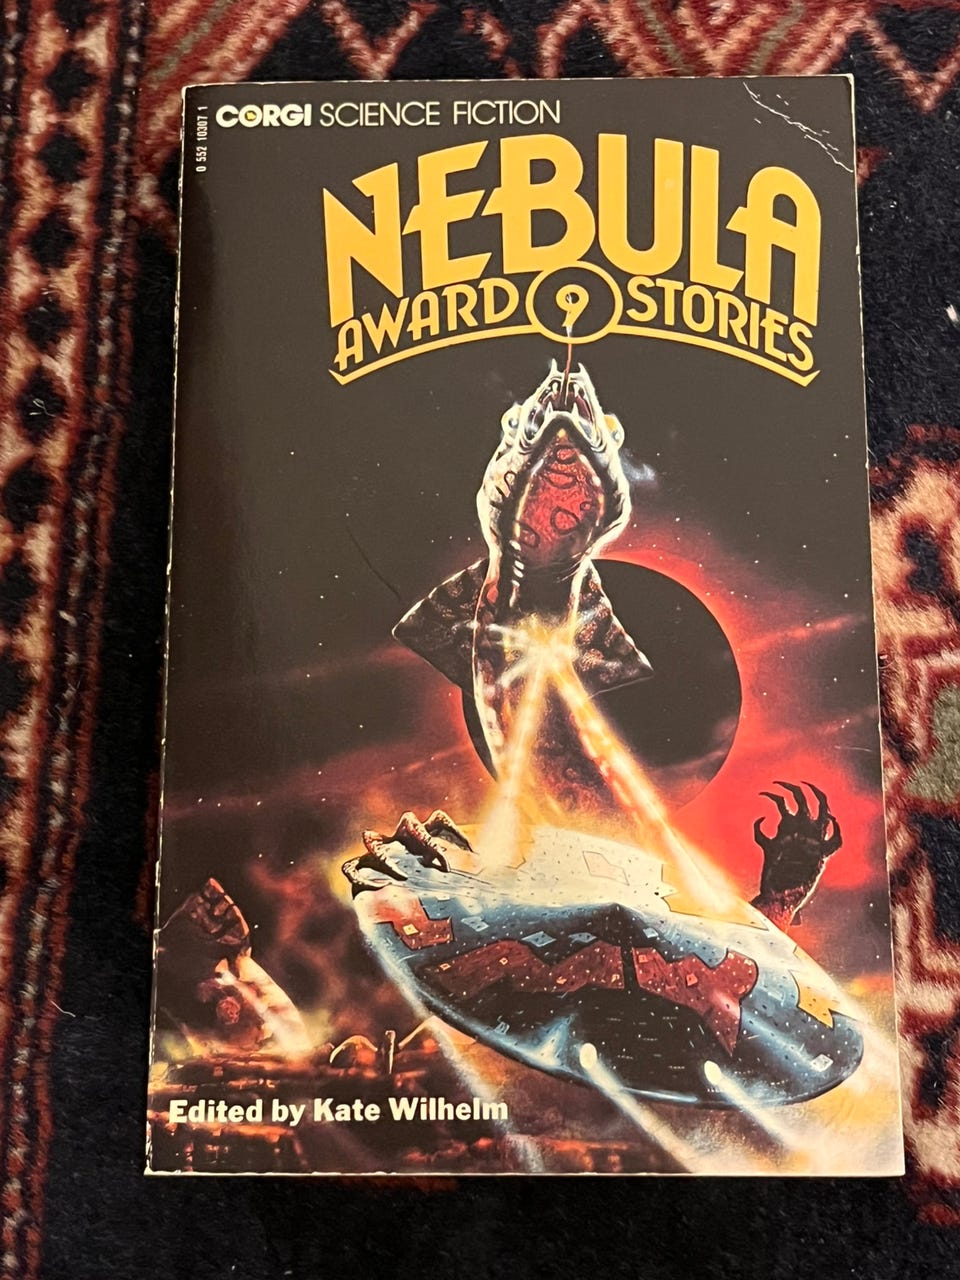 CORGI SCIENCE FICTION
0 552 10307 1
NEBULA
AWARD 9 STORIES
Edited by Kate Wilhelm